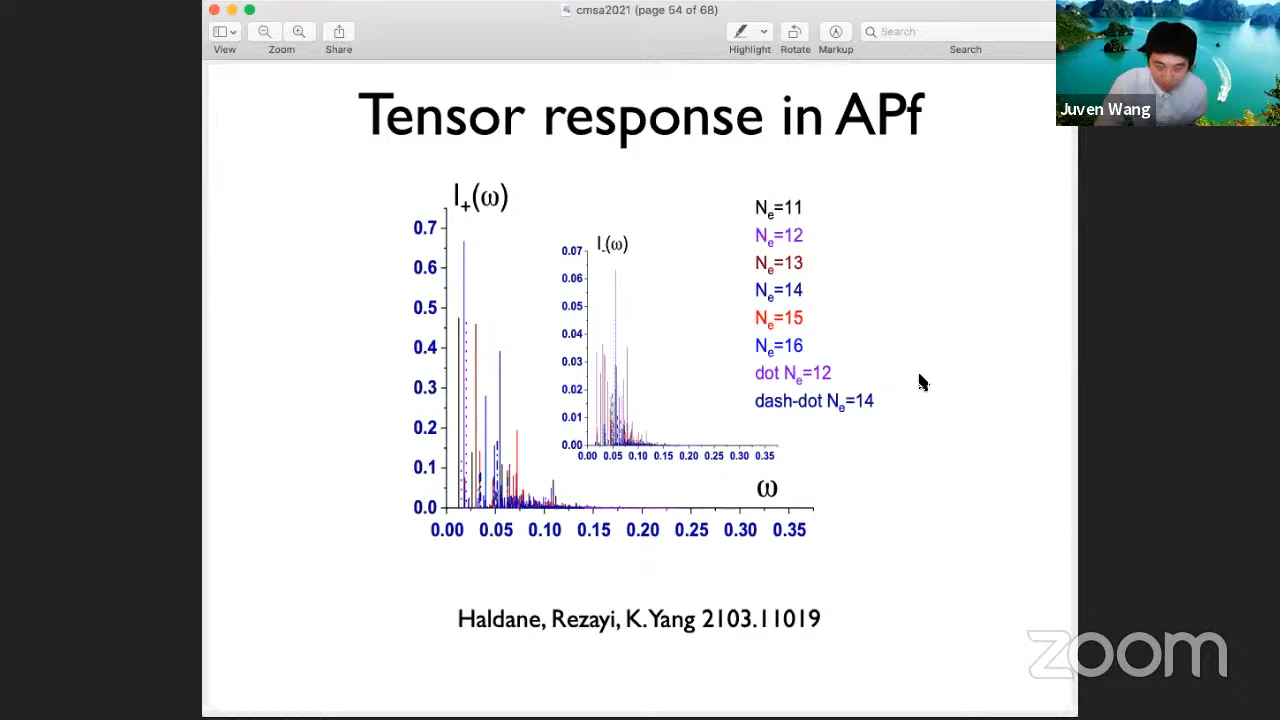 cmsa2021 (page 54 of 68)
View
Zoom
Share
Highlight
Rotate
Markup
Search
Search
Juven Wang
Tensor response in APf
I+(ω)
0.7
0.6
0.5
0.4
0.3
0.2
0.1
0.0
0.00 0.05 0.10 0.15 0.20 0.25 0.30 0.35
ω
I-(ω)
0.07
0.06
0.05
0.04
0.03
0.02
0.01
0.00
0.00 0.05 0.10 0.15 0.20 0.25 0.30 0.35
Ne=11
Ne=12
Ne=13
Ne=14
Ne=15
Ne=16
dot Ne=12
dash-dot Ne=14
Haldane, Rezayi, K. Yang 2103.11019
zoom